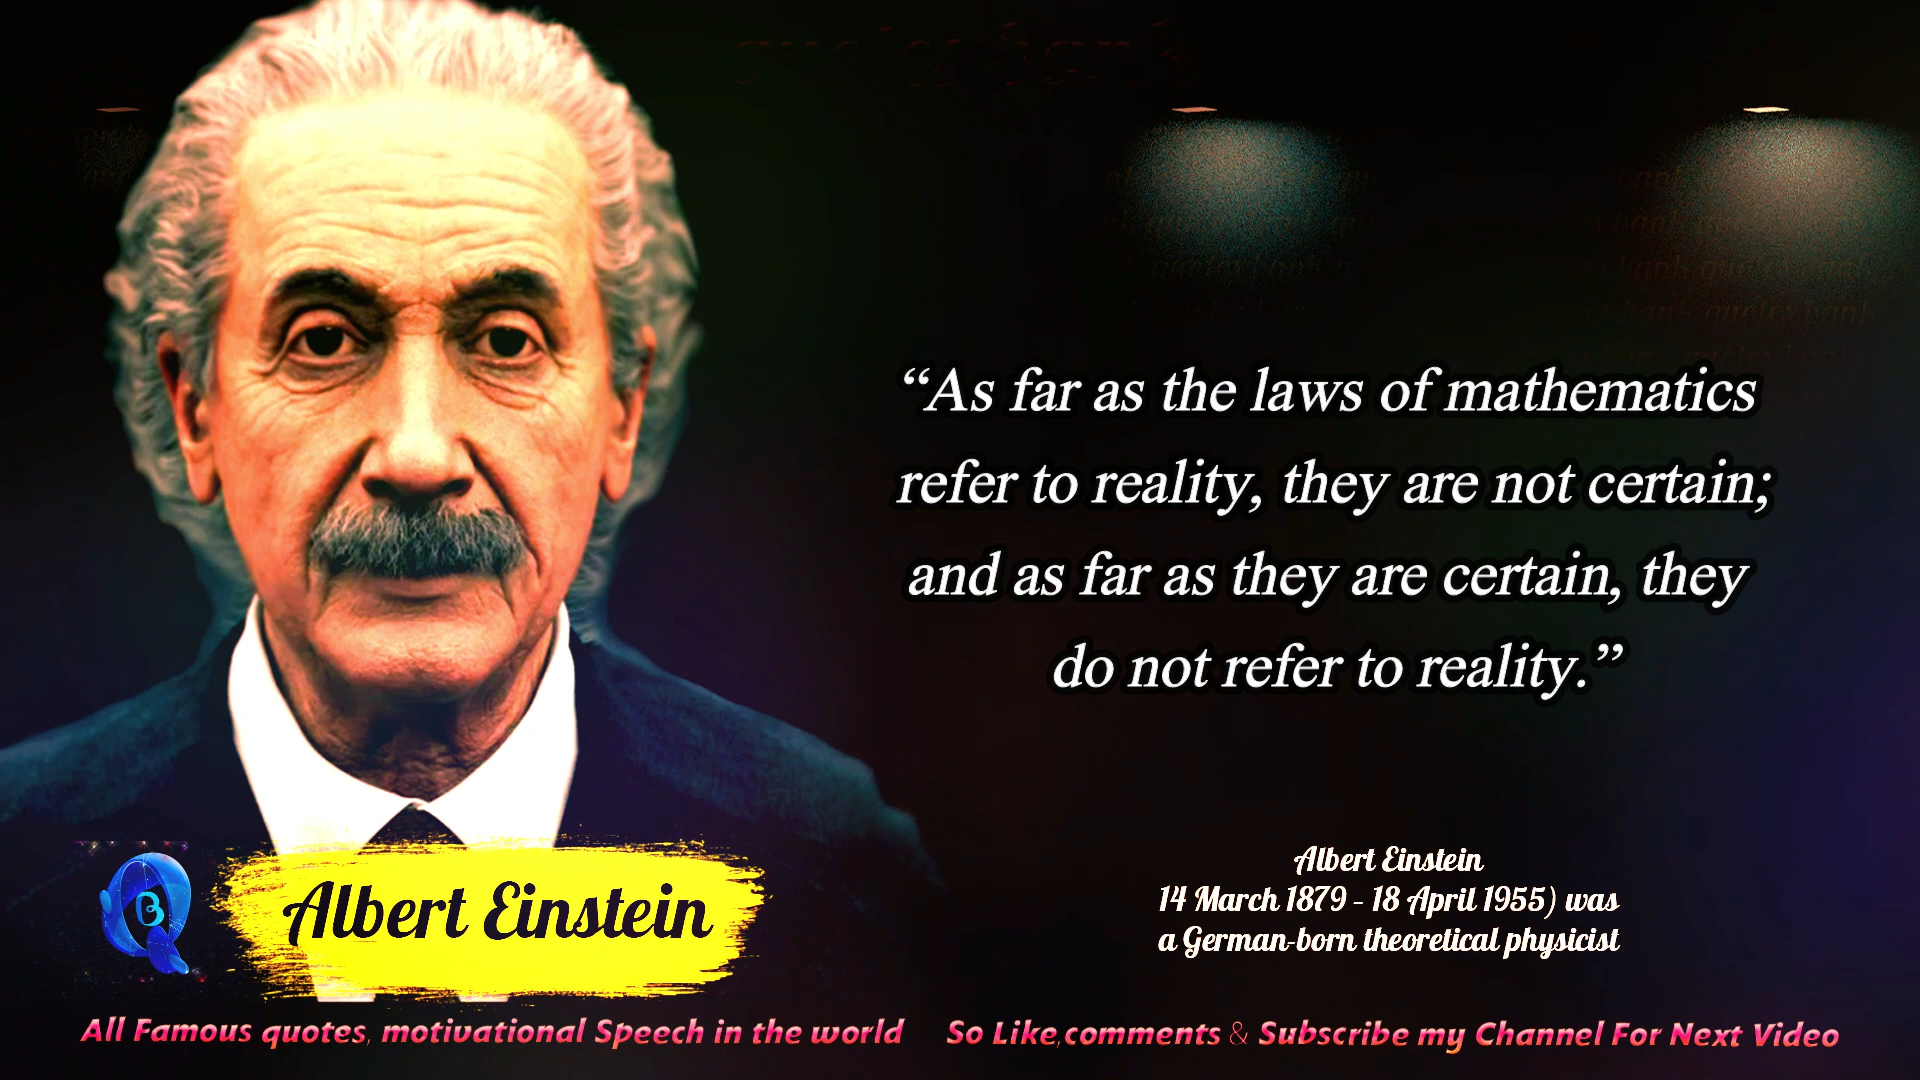 quotes bank
“As far as the laws of mathematics
refer to reality, they are not certain;
and as far as they are certain, they
do not refer to reality.”
Albert Einstein
14 March 1879 – 18 April 1955) was
a German-born theoretical physicist
B
Albert Einstein
All Famous quotes, motivational Speech in the world
So Like,comments & Subscribe my Channel For Next Video